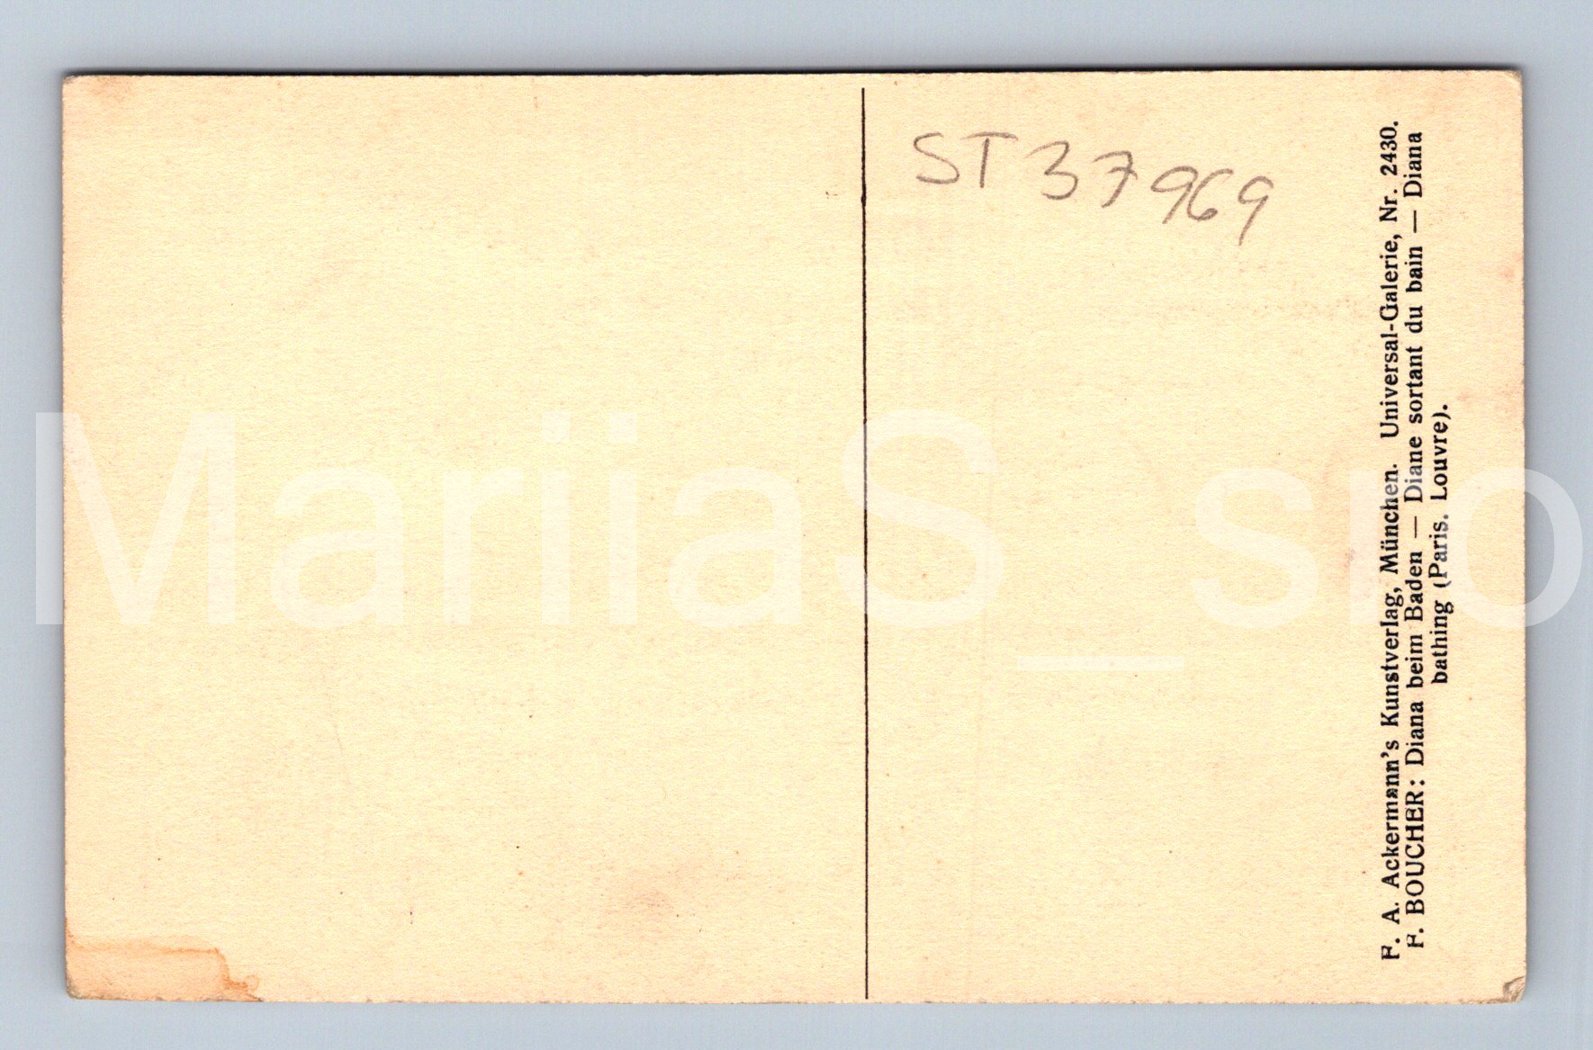 ST 37969
F. A. Ackermann's Kunstverlag, München. Universal-Galerie, Nr. 2430.
F. BOUCHER: Diana beim Baden — Diane sortant du bain — Diana
bathing (Paris. Louvre).
MariiaS_sio